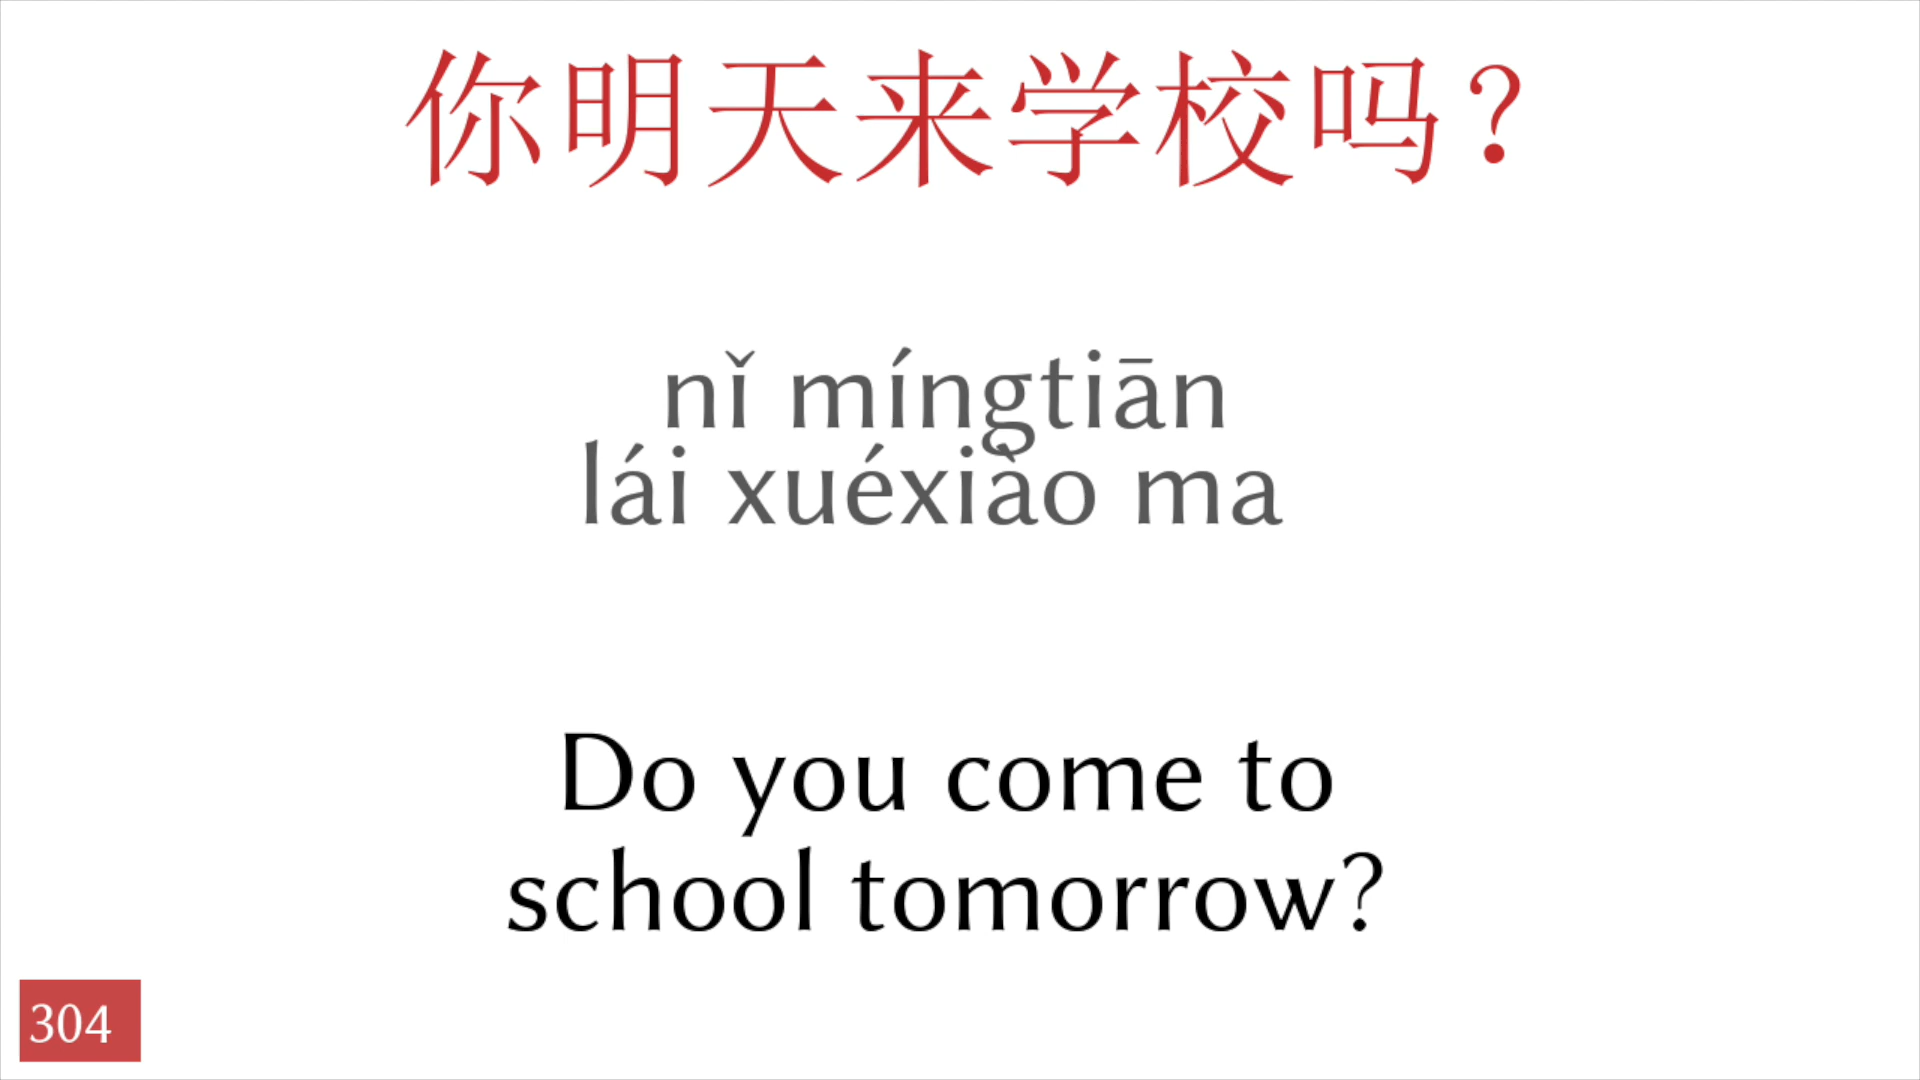 你明天来学校吗？
nǐ míngtiān
lái xuéxiào ma
Do you come to
school tomorrow?
304